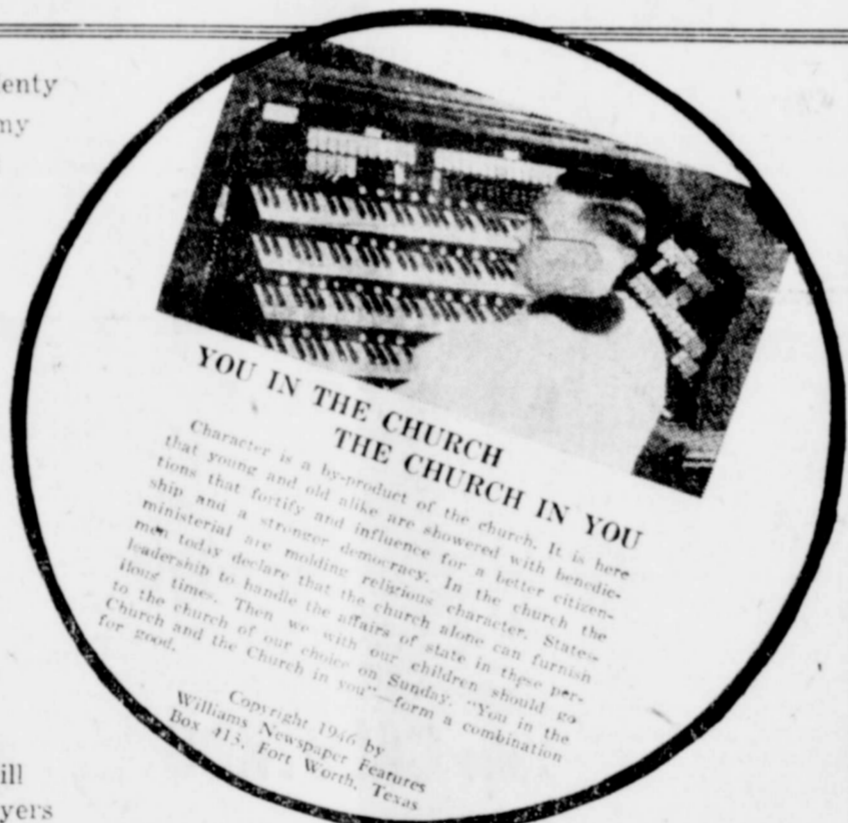 enty
ny
YOU IN THE CHURCH
THE CHURCH IN YOU
Character is a by-product of the church. It is here
that young and old alike are showered with benedic-
tions that fortify and influence for a better citizen-
ship and a stronger democracy. In the church the
ministerial are molding religious character. States-
men today declare that the church alone can furnish
leadership to handle the affairs of state in these per-
ilous times. Then we with our children should go
to the church of our choice on Sunday. "You in the
Church and the Church in you"—form a combination
for good.
Copyright 1946 by
Williams Newspaper Features
Box 415, Fort Worth, Texas
ill
yers